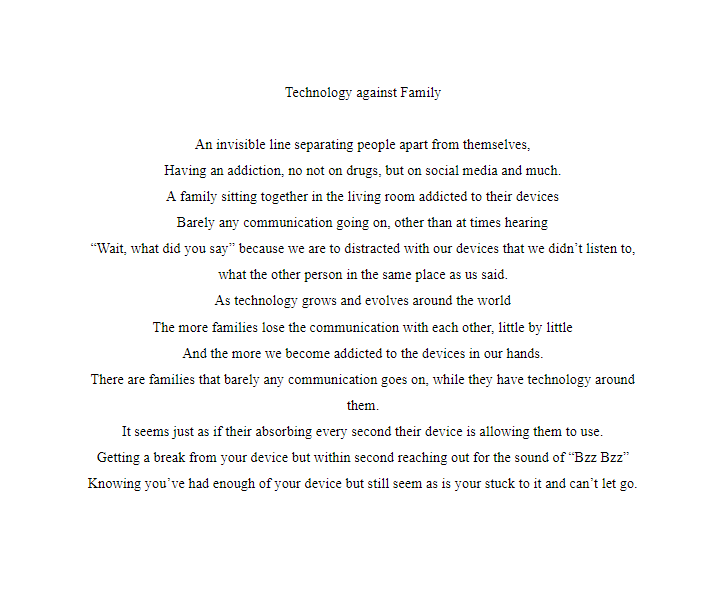 Technology against Family
An invisible line separating people apart from themselves,
Having an addiction, no not on drugs, but on social media and much.
A family sitting together in the living room addicted to their devices
Barely any communication going on, other than at times hearing
“Wait, what did you say” because we are to distracted with our devices that we didn’t listen to,
what the other person in the same place as us said.
As technology grows and evolves around the world
The more families lose the communication with each other, little by little
And the more we become addicted to the devices in our hands.
There are families that barely any communication goes on, while they have technology around
them.
It seems just as if their absorbing every second their device is allowing them to use.
Getting a break from your device but within second reaching out for the sound of “Bzz Bzz”
Knowing you’ve had enough of your device but still seem as is your stuck to it and can’t let go.